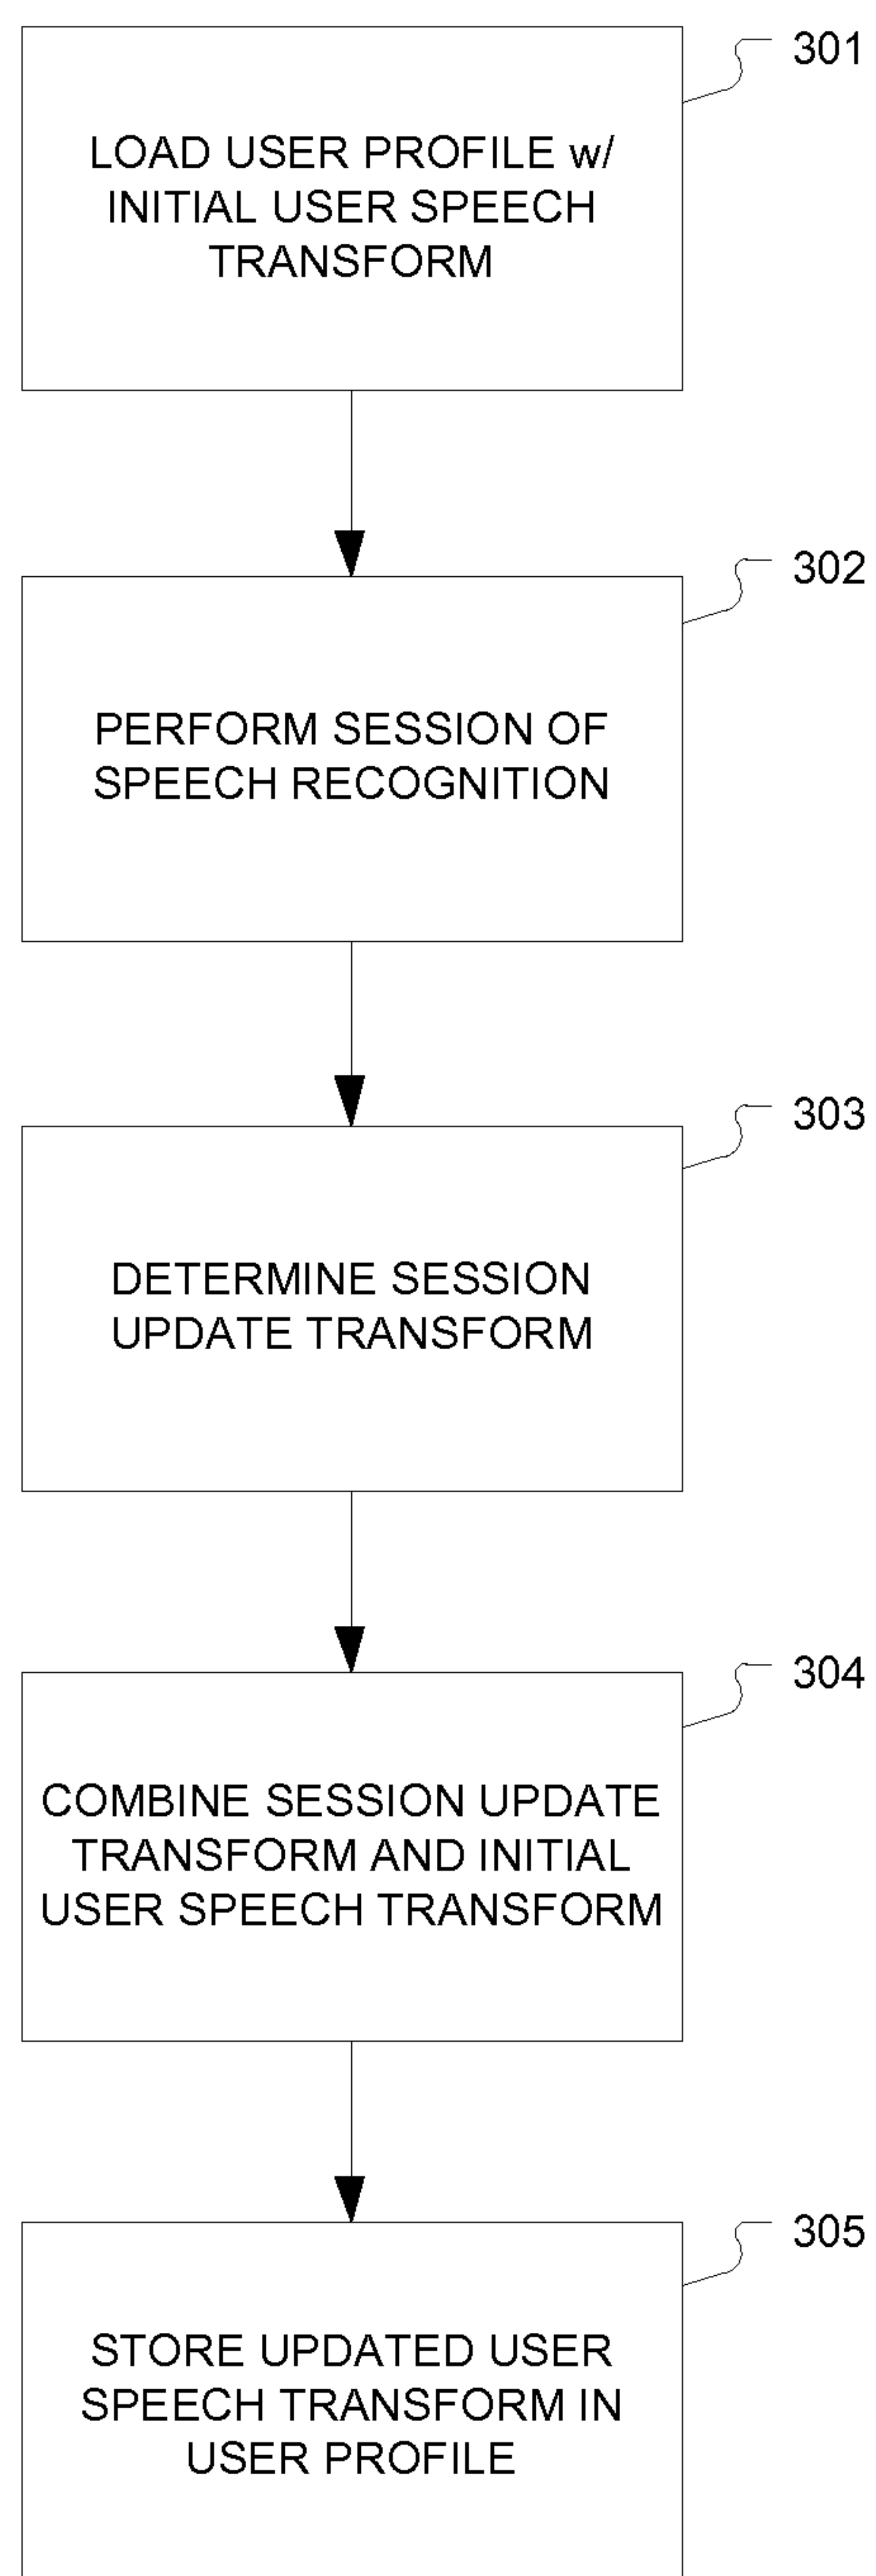 301
LOAD USER PROFILE w/
INITIAL USER SPEECH
TRANSFORM
302
PERFORM SESSION OF
SPEECH RECOGNITION
303
DETERMINE SESSION
UPDATE TRANSFORM
304
COMBINE SESSION UPDATE
TRANSFORM AND INITIAL
USER SPEECH TRANSFORM
305
STORE UPDATED USER
SPEECH TRANSFORM IN
USER PROFILE